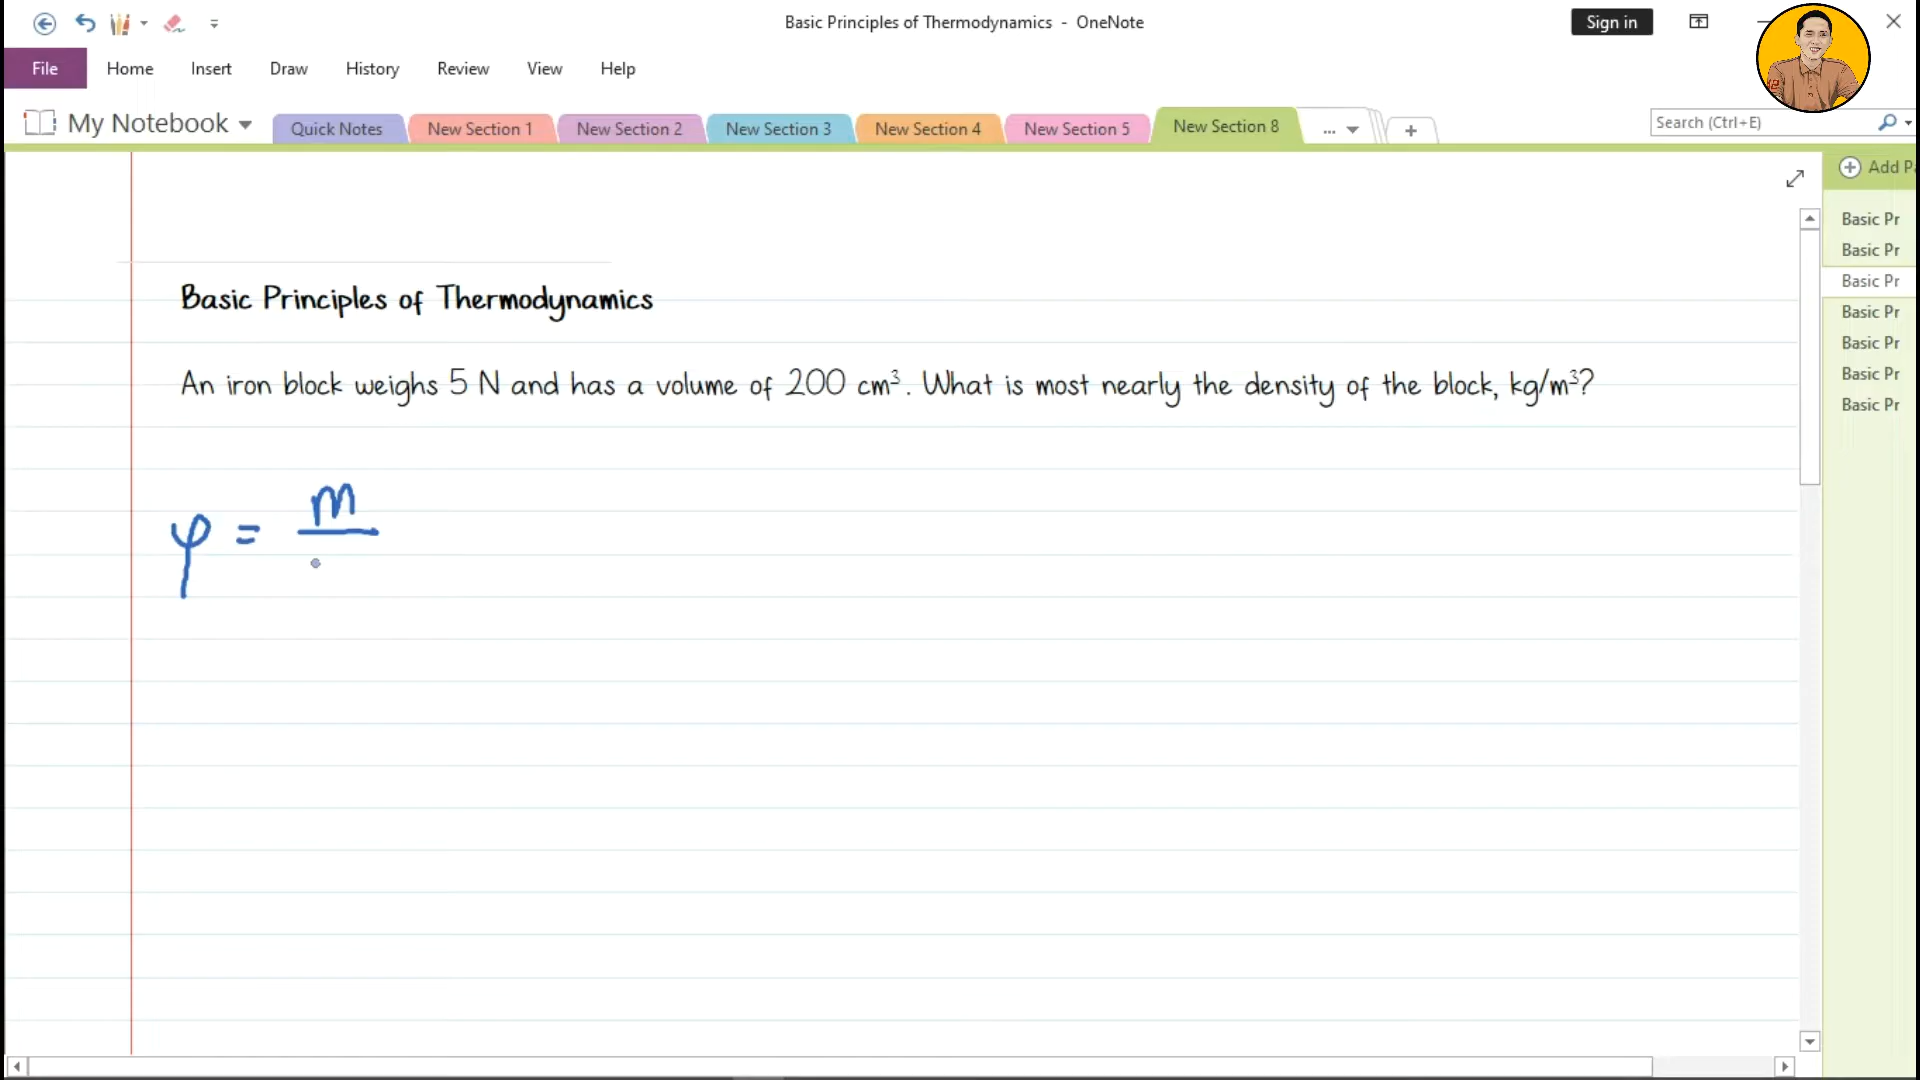 Basic Principles of Thermodynamics - OneNote
Sign in
File Home Insert Draw History Review View Help
My Notebook Quick Notes New Section 1 New Section 2 New Section 3 New Section 4 New Section 5 New Section 8 ... +
Search (Ctrl+E)
Add P
Basic Pr
Basic Pr
Basic Pr
Basic Pr
Basic Pr
Basic Pr
Basic Pr
Basic Principles of Thermodynamics
An iron block weighs 5 N and has a volume of 200 cm³. What is most nearly the density of the block, kg/m³?
φ = m